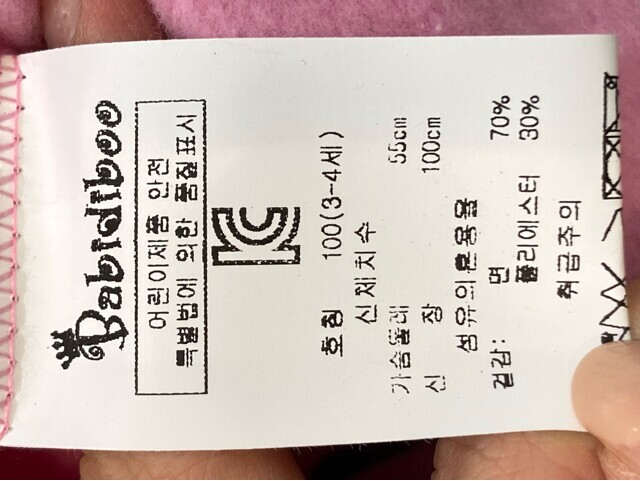 Babidiboo
어린이제품 안전
특별법에 의한 품질 표시
호칭 100(3-4세)
신체치수
가슴둘레 55cm
신 장 100cm
섬유의혼용율
겉감: 면 70%
폴리에스터 30%
취급주의